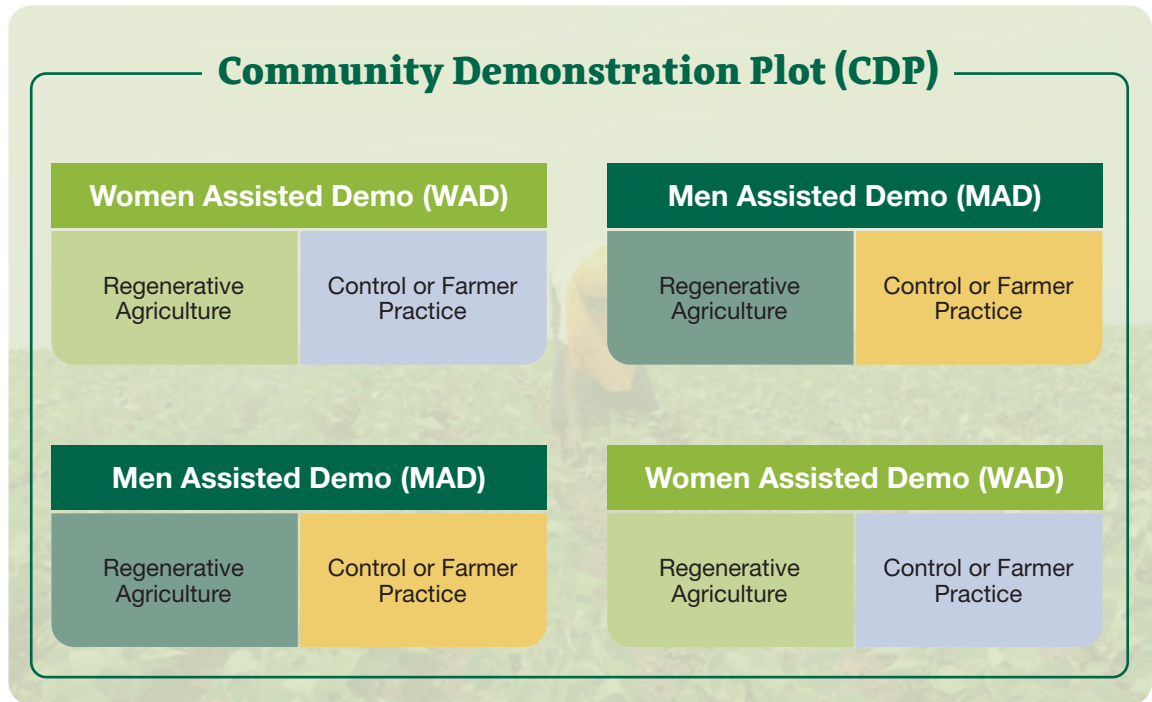 Community Demonstration Plot (CDP)
Women Assisted Demo (WAD)
Regenerative
Agriculture
Control or Farmer
Practice
Men Assisted Demo (MAD)
Regenerative
Agriculture
Control or Farmer
Practice
Men Assisted Demo (MAD)
Regenerative
Agriculture
Control or Farmer
Practice
Women Assisted Demo (WAD)
Regenerative
Agriculture
Control or Farmer
Practice